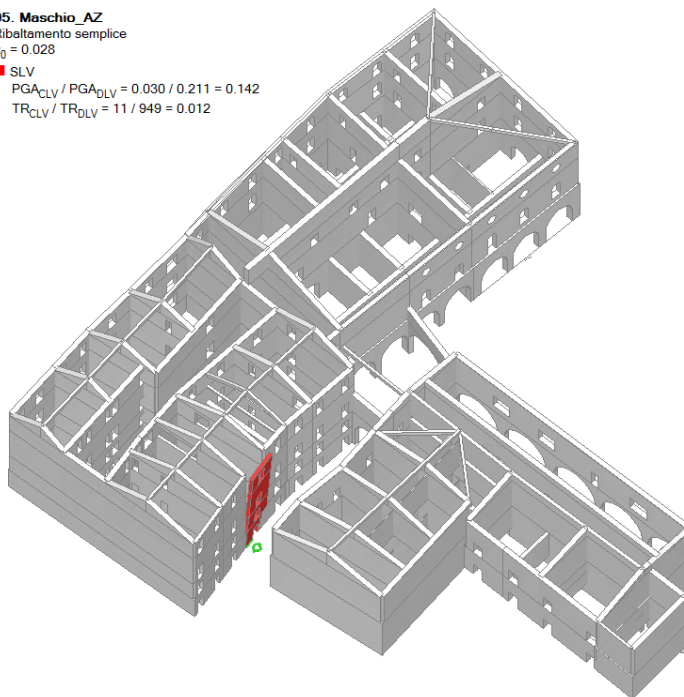 05. Maschio_AZ
Ribaltamento semplice
0 = 0.028
SLV
PGACLV / PGADLV = 0.030 / 0.211 = 0.142
TRCLV / TRDLV = 11 / 949 = 0.012